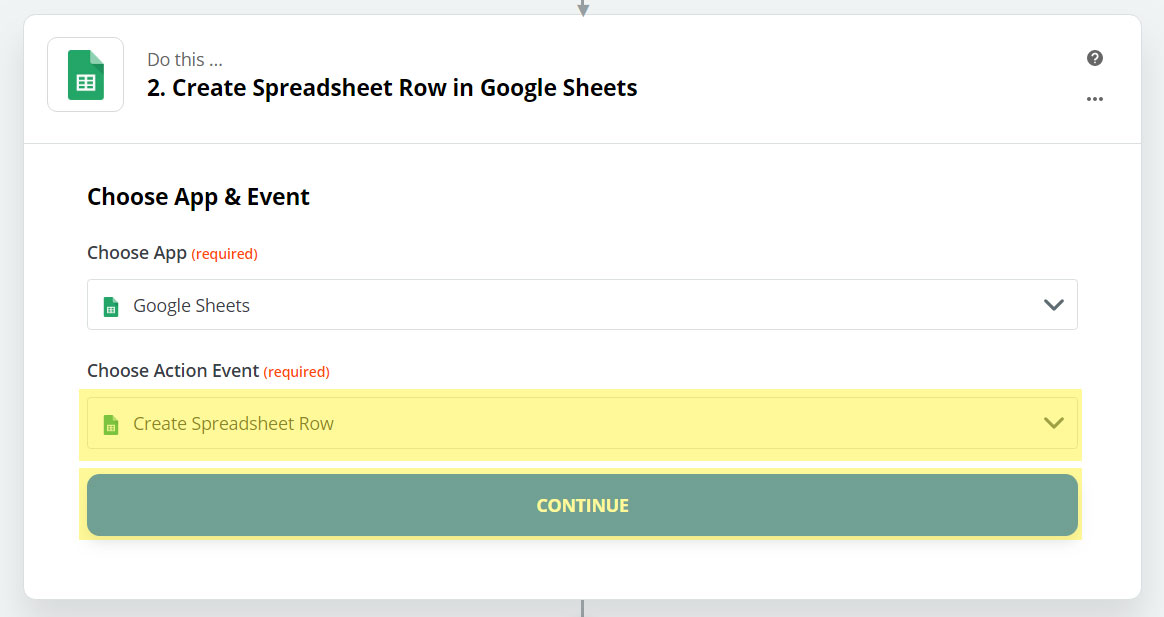 Do this ...
2. Create Spreadsheet Row in Google Sheets
Choose App & Event
Choose App (required)
Google Sheets
Choose Action Event (required)
Create Spreadsheet Row
CONTINUE